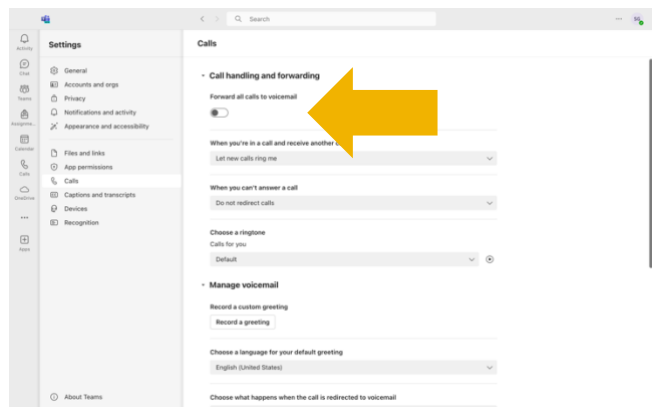 Search
Activity
Chat
Teams
Assignme...
Calendar
Calls
OneDrive
Apps
Settings
General
Accounts and orgs
Privacy
Notifications and activity
Appearance and accessibility
Files and links
App permissions
Calls
Captions and transcripts
Devices
Recognition
About Teams
Calls
Call handling and forwarding
Forward all calls to voicemail
When you're in a call and receive another
Let new calls ring me
When you can't answer a call
Do not redirect calls
Choose a ringtone
Calls for you
Default
Manage voicemail
Record a custom greeting
Record a greeting
Choose a language for your default greeting
English (United States)
Choose what happens when the call is redirected to voicemail